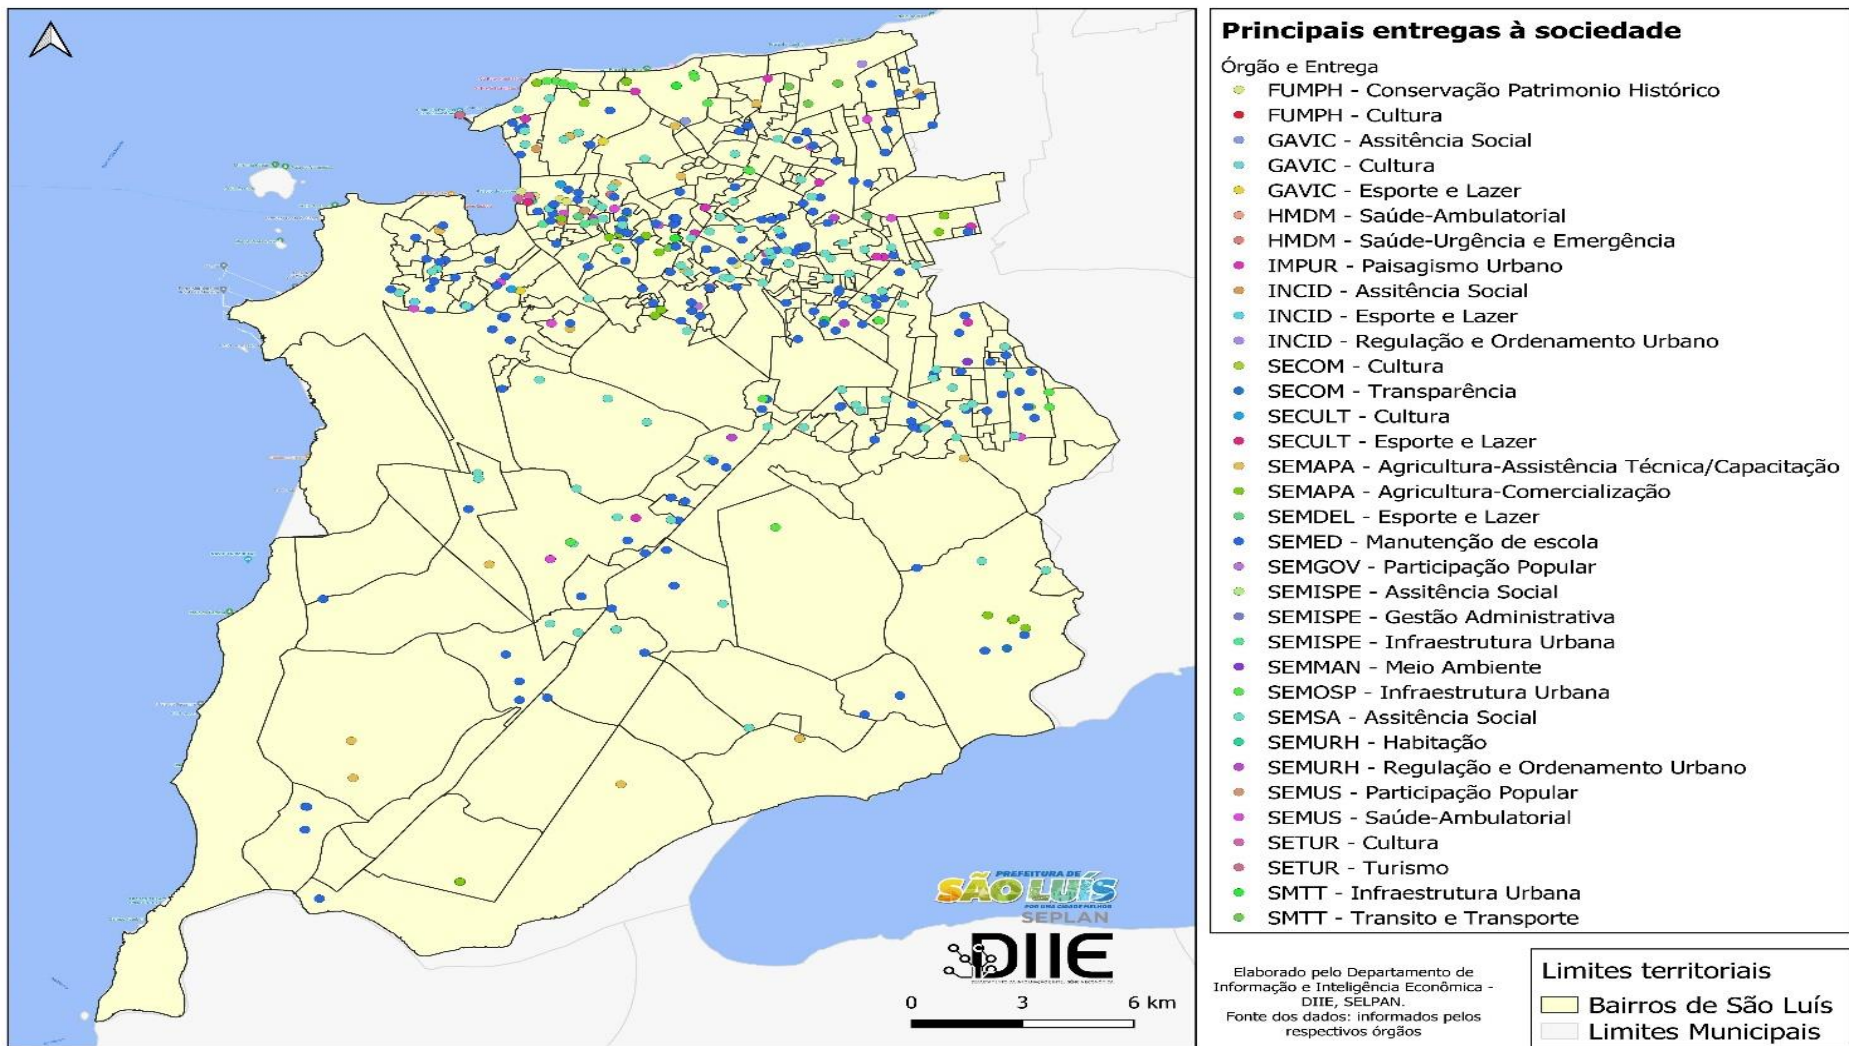 Principais entregas à sociedade
Órgão e Entrega
FUMPH - Conservação Patrimonio Histórico
FUMPH - Cultura
GAVIC - Assitência Social
GAVIC - Cultura
GAVIC - Esporte e Lazer
HMDM - Saúde-Ambulatorial
HMDM - Saúde-Urgência e Emergência
IMPUR - Paisagismo Urbano
INCID - Assitência Social
INCID - Esporte e Lazer
INCID - Regulação e Ordenamento Urbano
SECOM - Cultura
SECOM - Transparência
SECULT - Cultura
SECULT - Esporte e Lazer
SEMAPA - Agricultura-Assistência Técnica/Capacitação
SEMAPA - Agricultura-Comercialização
SEMDEL - Esporte e Lazer
SEMED - Manutenção de escola
SEMGOV - Participação Popular
SEMISPE - Assitência Social
SEMISPE - Gestão Administrativa
SEMISPE - Infraestrutura Urbana
SEMMAN - Meio Ambiente
SEMOSP - Infraestrutura Urbana
SEMSA - Assitência Social
SEMURH - Habitação
SEMURH - Regulação e Ordenamento Urbano
SEMUS - Participação Popular
SEMUS - Saúde-Ambulatorial
SETUR - Cultura
SETUR - Turismo
SMTT - Infraestrutura Urbana
SMTT - Transito e Transporte
PREFEITURA DE
SÃO LUÍS
POR UMA CIDADE MELHOR
SEPLAN
DIIE
0 3 6 km
Elaborado pelo Departamento de
Informação e Inteligência Econômica -
DIIE, SELPAN.
Fonte dos dados: informados pelos
respectivos órgãos
Limites territoriais
Bairros de São Luís
Limites Municipais